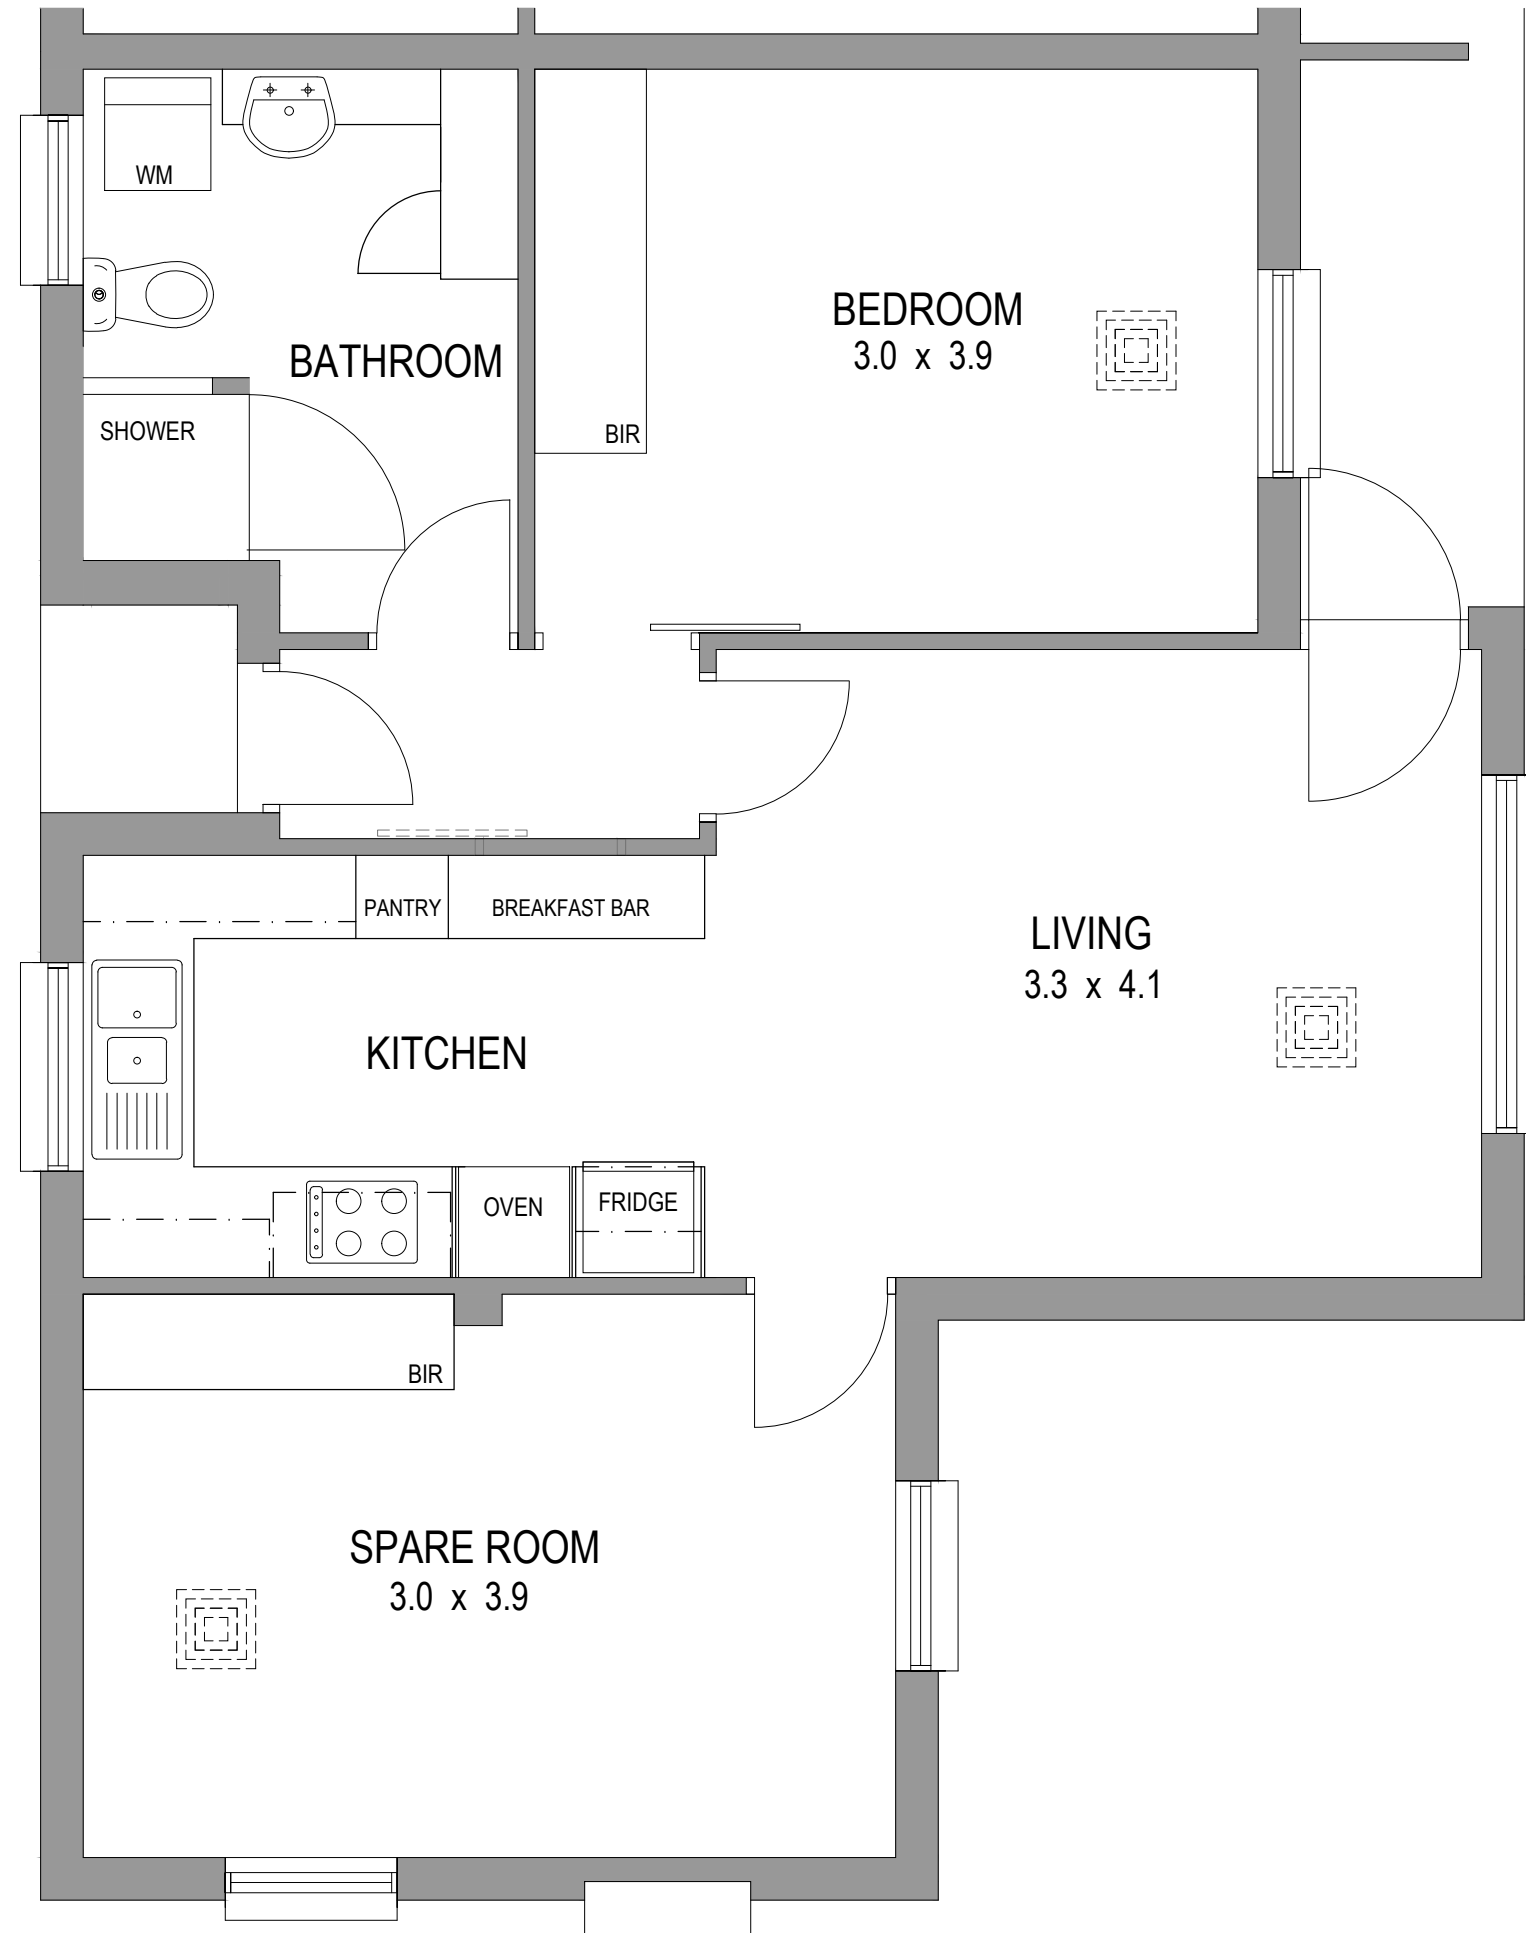 WM
BEDROOM
3.0 x 3.9
BATHROOM
SHOWER
BIR
PANTRY
BREAKFAST BAR
LIVING
3.3 x 4.1
KITCHEN
OVEN
FRIDGE
BIR
SPARE ROOM
3.0 x 3.9